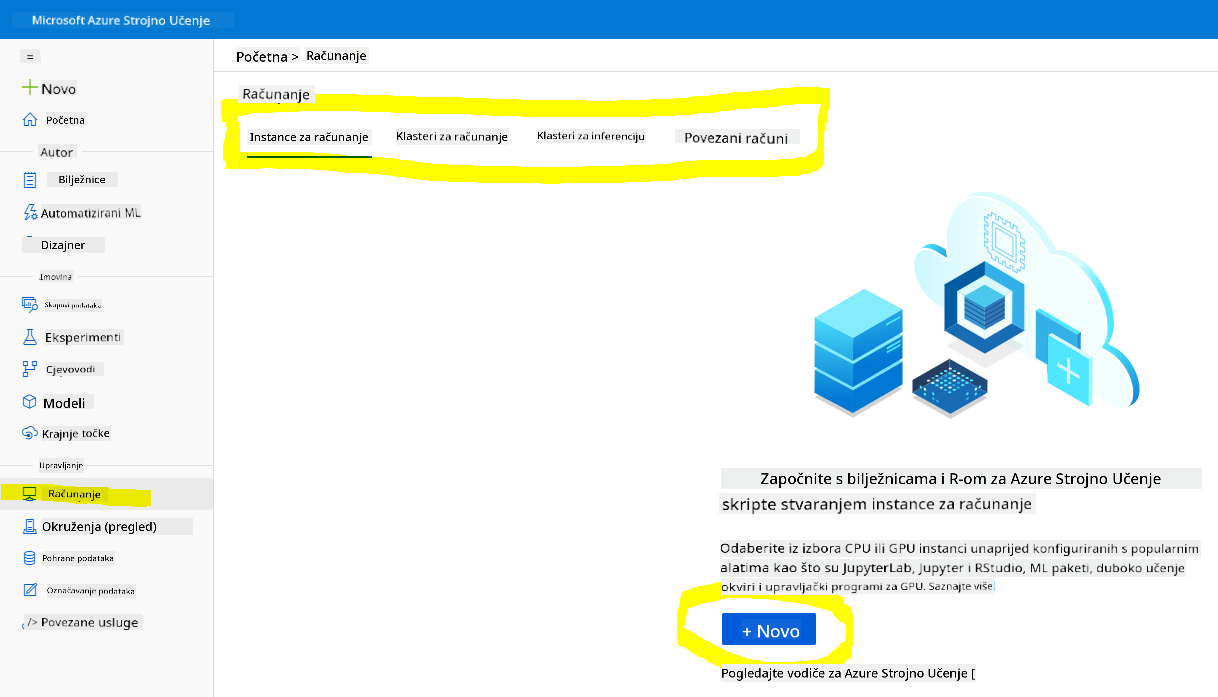 Microsoft Azure Strojno Učenje
Početna > Računanje
Novo
Početna
Autor
Bilježnice
Automatizirani ML
Dizajner
Imovina
Skupovi podataka
Eksperimenti
Cjevovodi
Modeli
Krajnje točke
Upravljanje
Računanje
Okruženja (pregled)
Pohrane podataka
Označavanje podataka
Povezane usluge
Računanje
Instance za računanje
Klasteri za računanje
Klasteri za inferenciju
Povezani računi
Započnite s bilježnicama i R-om za Azure Strojno Učenje
skripte stvaranjem instance za računanje
Odaberite iz izbora CPU ili GPU instanci unaprijed konfiguriranih s popularnim
alatima kao što su JupyterLab, Jupyter i RStudio, ML paketi, duboko učenje
okviri i upravljački programi za GPU. Saznajte više
+ Novo
Pogledajte vodiče za Azure Strojno Učenje [